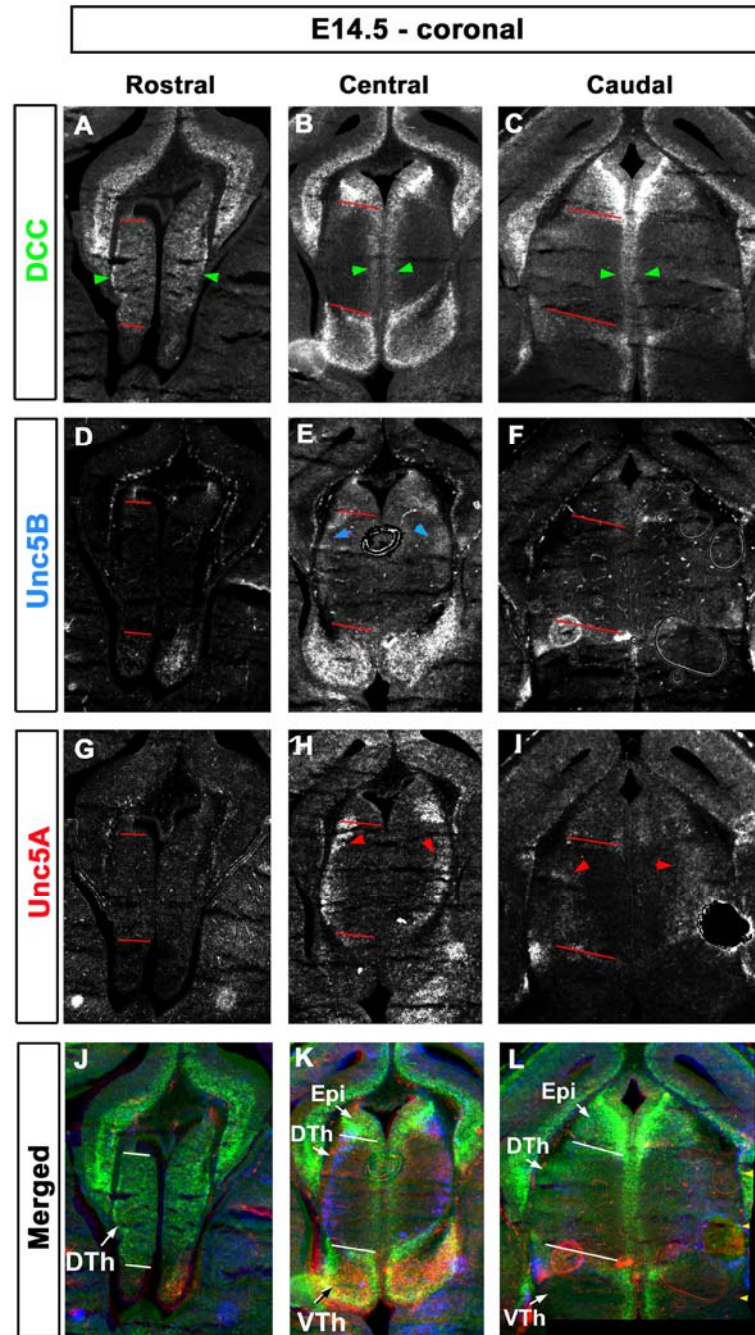 E14.5 - coronal
Rostral Central Caudal
DCC
A B C
Unc5B
D E F
Unc5A
G H I
Merged
J K L
Epi Epi
DTh DTh
DTh
VTh VTh